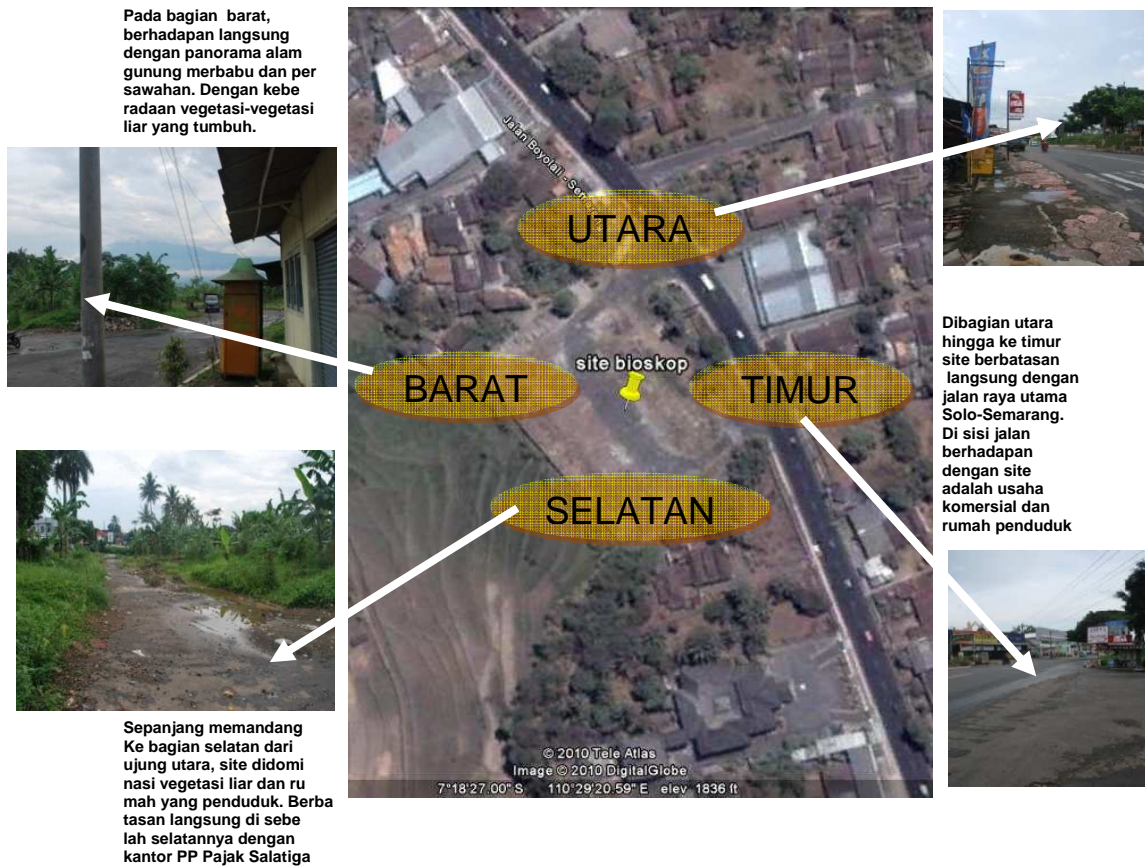 Pada bagian barat,
berhadapan langsung
dengan panorama alam
gunung merbabu dan per
sawahan. Dengan kebe
radaan vegetasi-vegetasi
liar yang tumbuh.
Jalan Boyolali - Sem
UTARA
site bioskop
BARAT
TIMUR
SELATAN
Dibagian utara
hingga ke timur
site berbatasan
langsung dengan
jalan raya utama
Solo-Semarang.
Di sisi jalan
berhadapan
dengan site
adalah usaha
komersial dan
rumah penduduk
Sepanjang memandang
Ke bagian selatan dari
ujung utara, site didomi
nasi vegetasi liar dan ru
mah yang penduduk. Berba
tasan langsung di sebe
lah selatannya dengan
kantor PP Pajak Salatiga
© 2010 Tele Atlas
Image © 2010 DigitalGlobe
7°18'27.00" S 110°29'20.59" E elev 1836 ft